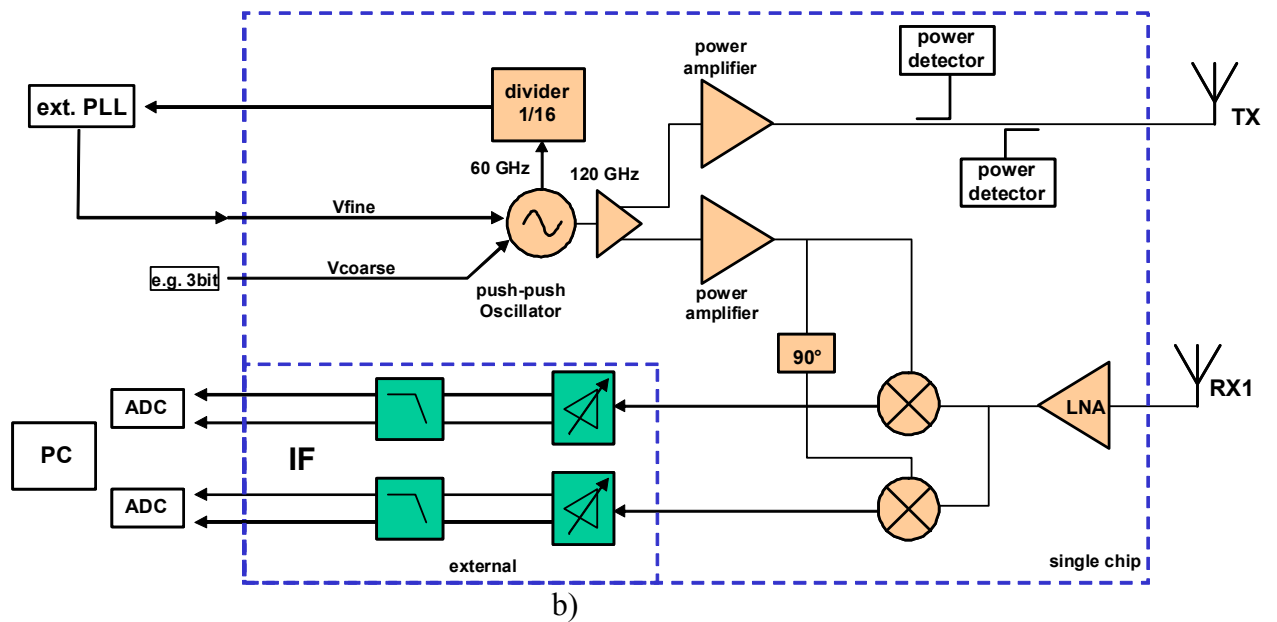 power
amplifier
power
detector
ext. PLL
divider
1/16
TX
60 GHz
120 GHz
power
detector
Vfine
Vcoarse
e.g. 3bit
push-push
Oscillator
power
amplifier
90°
ADC
LNA
RX1
PC
IF
ADC
external
single chip
b)